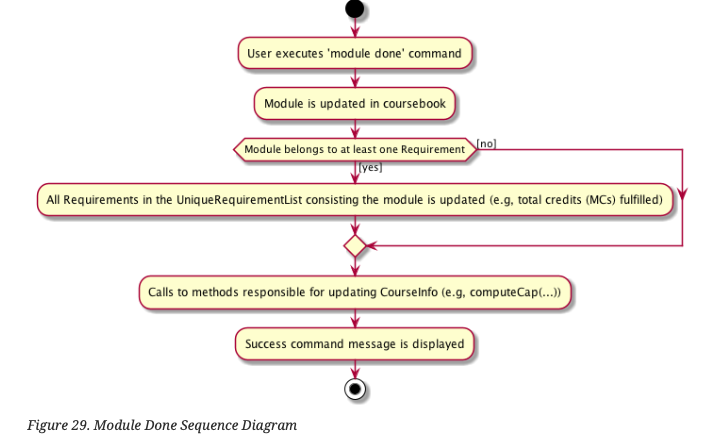 User executes 'module done' command
Module is updated in coursebook
Module belongs to at least one Requirement
[no]
[yes]
All Requirements in the UniqueRequirementList consisting the module is updated (e.g, total credits (MCs) fulfilled)
Calls to methods responsible for updating CourseInfo (e.g, computeCap(...))
Success command message is displayed
Figure 29. Module Done Sequence Diagram